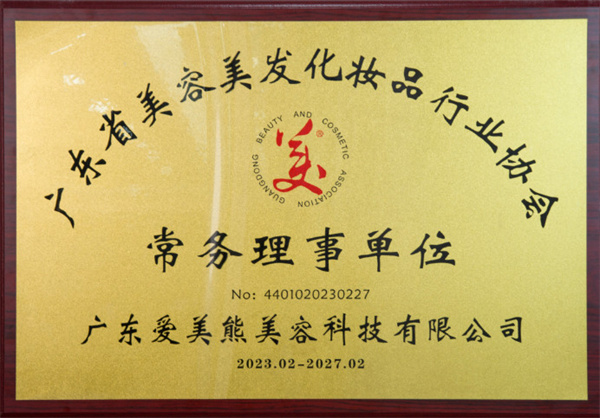 广东省美容美发化妆品行业协会
GUANGDONG BEAUTY AND COSMETIC ASSOCIATION
美®
常务理事单位
No: 4401020230227
广东爱美熊美容科技有限公司
2023.02-2027.02